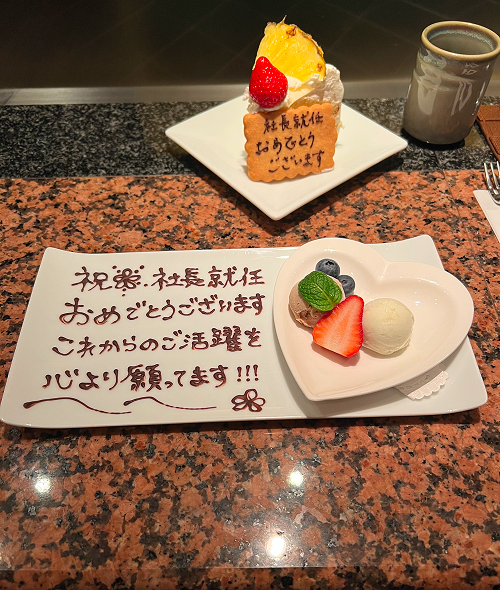 社長就任
おめでとう
ございます
祝 . 社長就任
おめでとうございます
これからのご活躍を
心より願ってます!!!